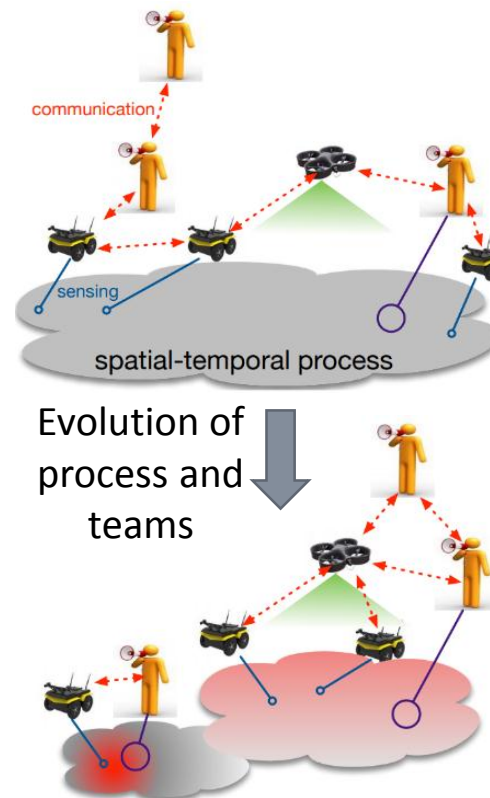 communication
sensing
spatial-temporal process
Evolution of
process and
teams